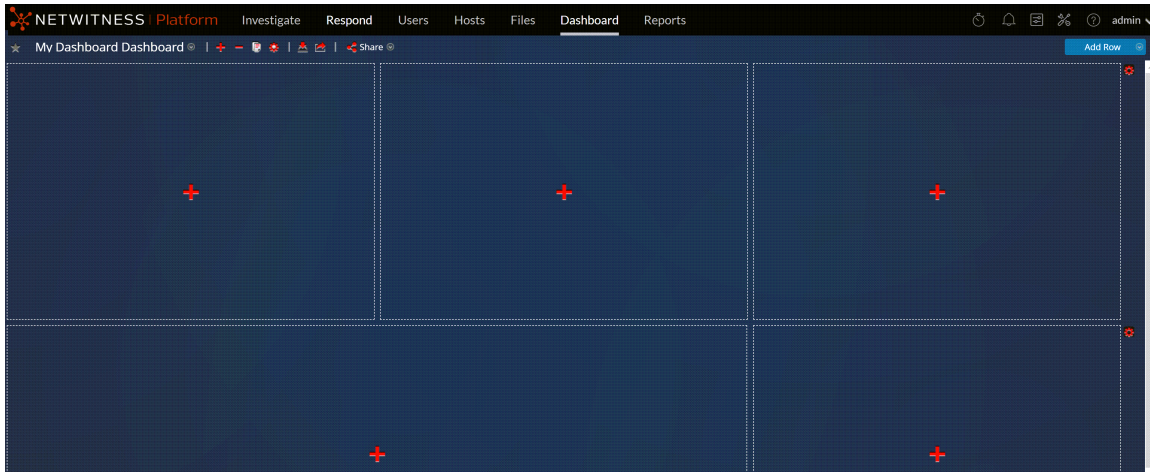 NETWITNESS Platform Investigate Respond Users Hosts Files Dashboard Reports ? admin
My Dashboard Dashboard Share Add Row